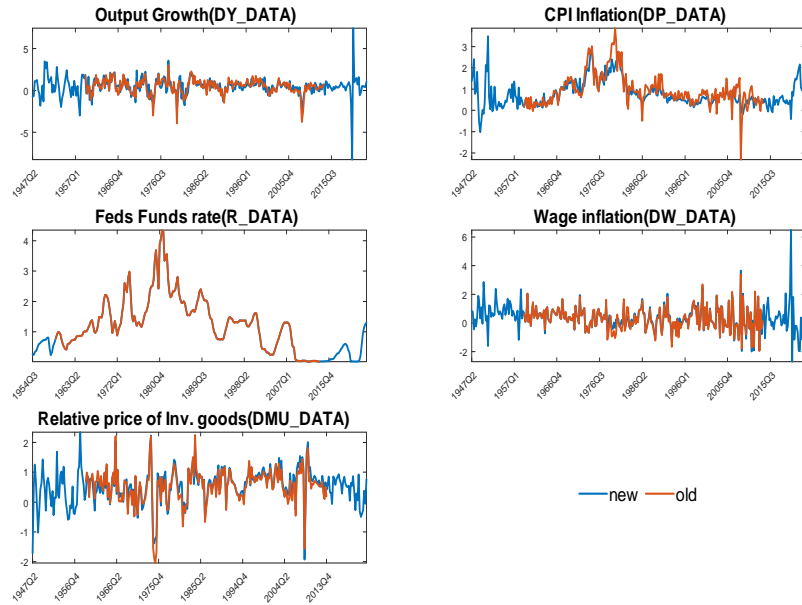 Output Growth(DY_DATA)
5
0
-5
1947Q2
1957Q1
1966Q4
1976Q3
1986Q2
1996Q1
2005Q4
2015Q3
CPI Inflation(DP_DATA)
3
2
1
0
-1
-2
1947Q2
1957Q1
1966Q4
1976Q3
1986Q2
1996Q1
2005Q4
2015Q3
Feds Funds rate(R_DATA)
4
3
2
1
1954Q3
1963Q2
1972Q1
1980Q4
1989Q3
1998Q2
2007Q1
2015Q4
Wage inflation(DW_DATA)
6
4
2
0
-2
1947Q2
1957Q1
1966Q4
1976Q3
1986Q2
1996Q1
2005Q4
2015Q3
Relative price of Inv. goods(DMU_DATA)
2
1
0
-1
-2
1947Q2
1956Q4
1966Q2
1975Q4
1985Q2
1994Q4
2004Q2
2013Q4
new
old